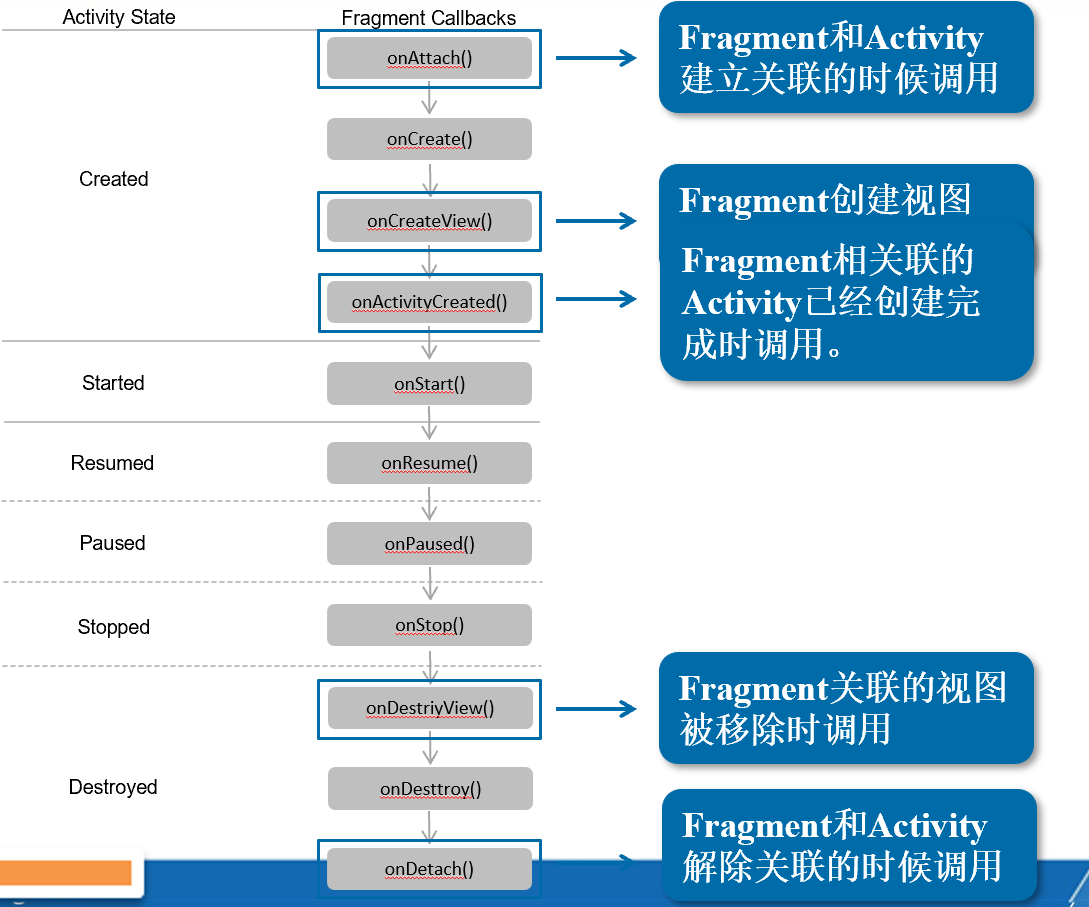 Activity State
Fragment Callbacks
onAttach()
Fragment和Activity
建立关联的时候调用
onCreate()
Created
onCreateView()
Fragment创建视图
onActivityCreated()
Fragment相关联的
Activity已经创建完
成时调用。
Started
onStart()
Resumed
onResume()
Paused
onPaused()
Stopped
onStop()
onDestriyView()
Fragment关联的视图
被移除时调用
Destroyed
onDesttroy()
onDetach()
Fragment和Activity
解除关联的时候调用